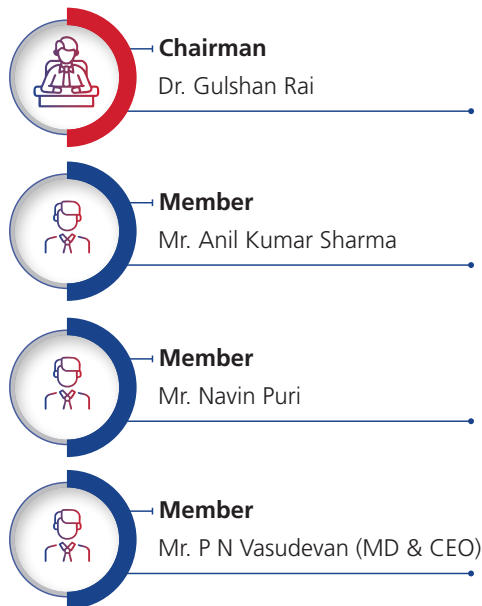 Chairman
Dr. Gulshan Rai
Member
Mr. Anil Kumar Sharma
Member
Mr. Navin Puri
Member
Mr. P N Vasudevan (MD & CEO)